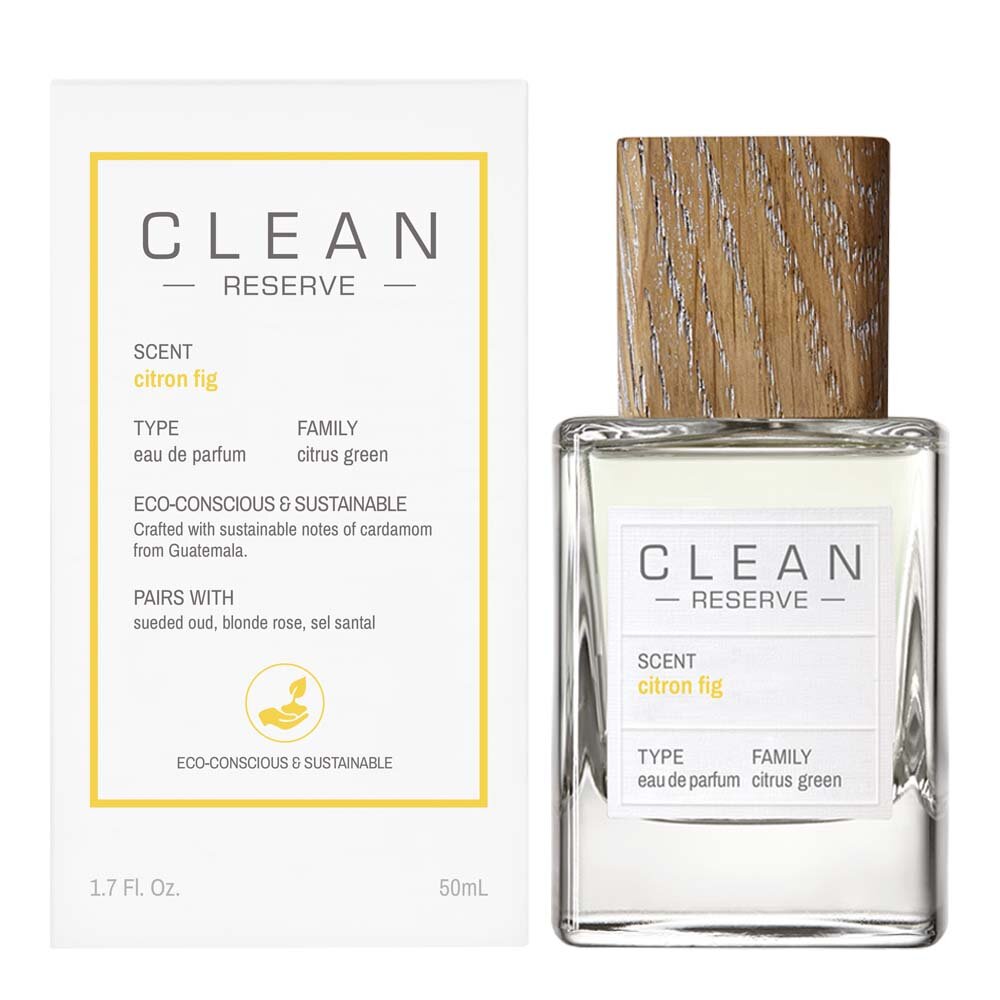 CLEAN
— RESERVE —
SCENT
citron fig
TYPE FAMILY
eau de parfum citrus green
ECO-CONSCIOUS & SUSTAINABLE
Crafted with sustainable notes of cardamom
from Guatemala.
PAIRS WITH
sueded oud, blonde rose, sel santal
ECO-CONSCIOUS & SUSTAINABLE
1.7 Fl. Oz. 50mL
CLEAN
— RESERVE —
SCENT
citron fig
TYPE FAMILY
eau de parfum citrus green